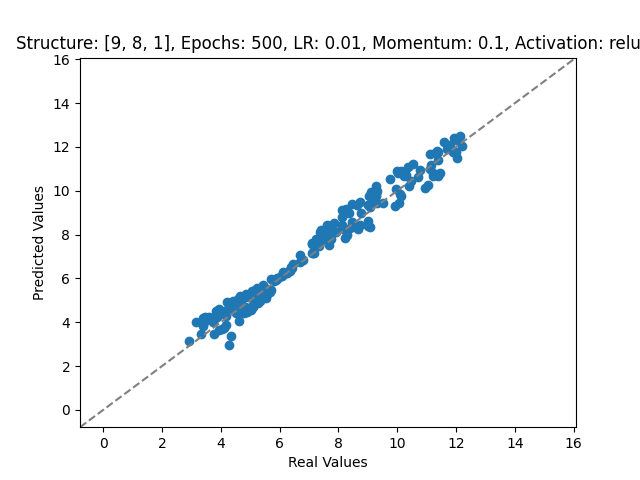 Structure: [9, 8, 1], Epochs: 500, LR: 0.01, Momentum: 0.1, Activation: relu
16
14
12
10
8
6
4
2
0
Predicted Values
0 2 4 6 8 10 12 14 16
Real Values